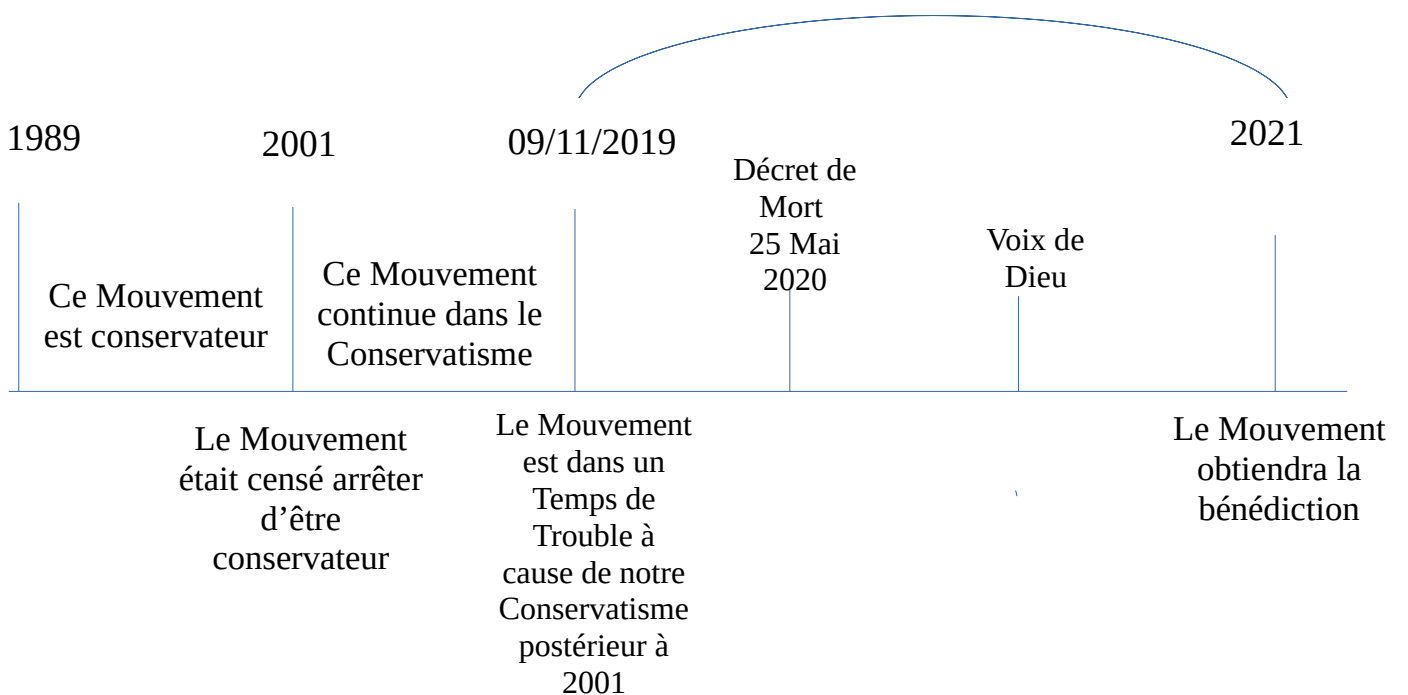 1989
2001
09/11/2019
2021
Décret de
Mort
25 Mai
2020
Voix de
Dieu
Ce Mouvement
est conservateur
Ce Mouvement
continue dans le
Conservatisme
Le Mouvement
était censé arrêter
d’être
conservateur
Le Mouvement
est dans un
Temps de
Trouble à
cause de notre
Conservatisme
postérieur à
2001
Le Mouvement
obtiendra la
bénédiction